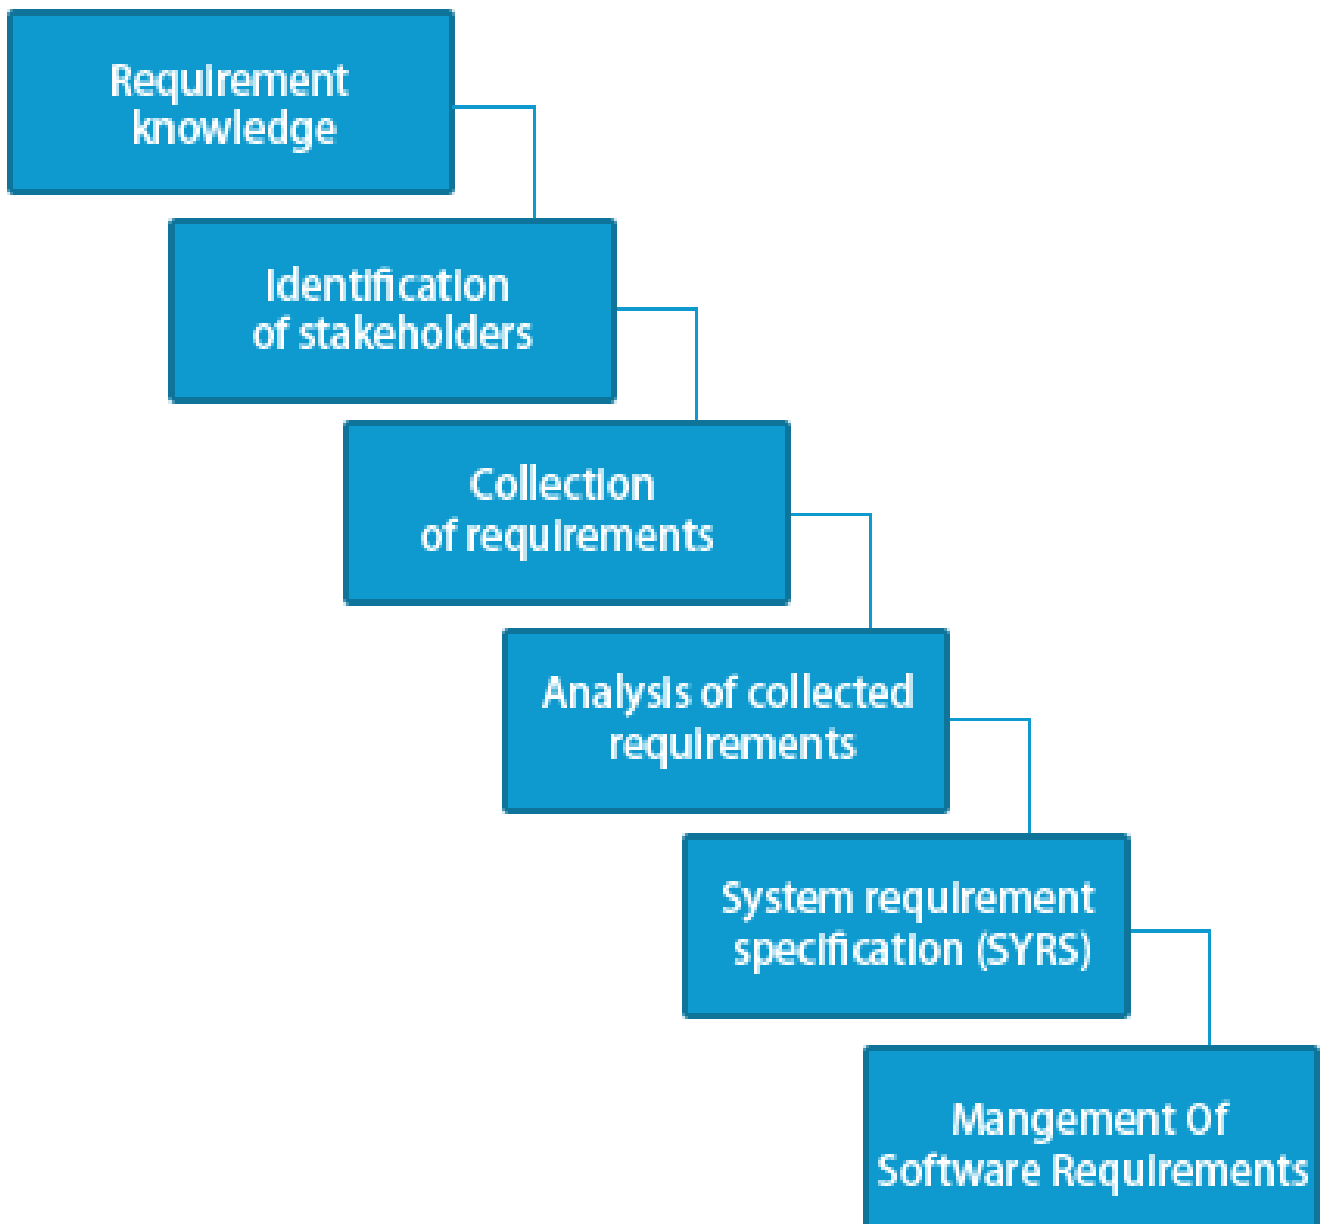 Requirement
knowledge
Identification
of stakeholders
Collection
of requirements
Analysis of collected
requirements
System requirement
specification (SYRS)
Mangement Of
Software Requirements